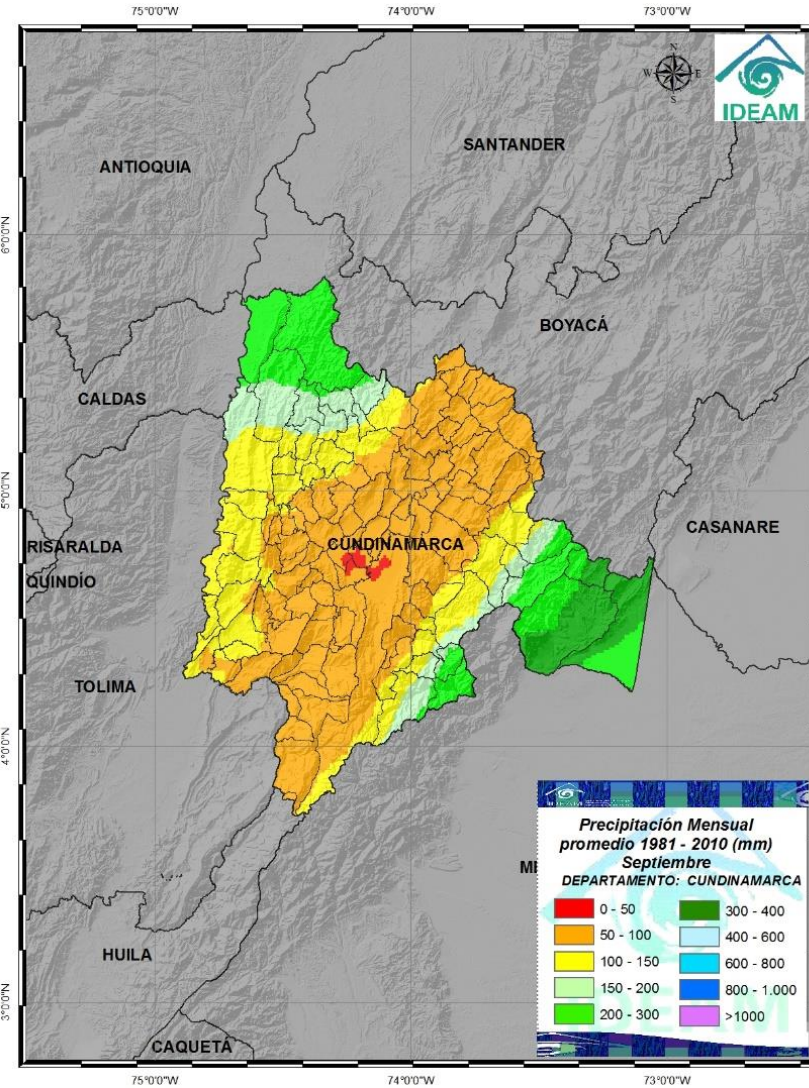 75°0'0"W 74°0'0"W 73°0'0"W
N
W E
S
IDEAM
SANTANDER
ANTIOQUIA
6°0'0"N
BOYACÁ
CALDAS
5°0'0"N
CASANARE
CUNDINAMARCA
RISARALDA
QUINDÍO
TOLIMA
4°0'0"N
IDEAM
Precipitación Mensual
promedio 1981 - 2010 (mm)
Septiembre
DEPARTAMENTO: CUNDINAMARCA
0 - 50 300 - 400
50 - 100 400 - 600
100 - 150 600 - 800
150 - 200 800 - 1.000
200 - 300 >1000
IDEAM
HUILA
3°0'0"N
CAQUETÁ
75°0'0"W 74°0'0"W 73°0'0"W